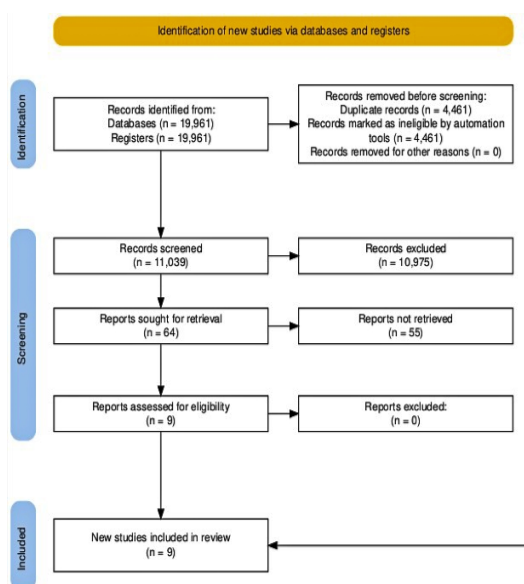 Identification of new studies via databases and registers
Identification
Records identified from:
Databases (n = 19,961)
Registers (n = 19,961)
Records removed before screening:
Duplicate records (n = 4,461)
Records marked as ineligible by automation
tools (n = 4,461)
Records removed for other reasons (n = 0)
Screening
Records screened
(n = 11,039)
Records excluded
(n = 10,975)
Reports sought for retrieval
(n = 64)
Reports not retrieved
(n = 55)
Reports assessed for eligibility
(n = 9)
Reports excluded:
(n = 0)
Included
New studies included in review
(n = 9)